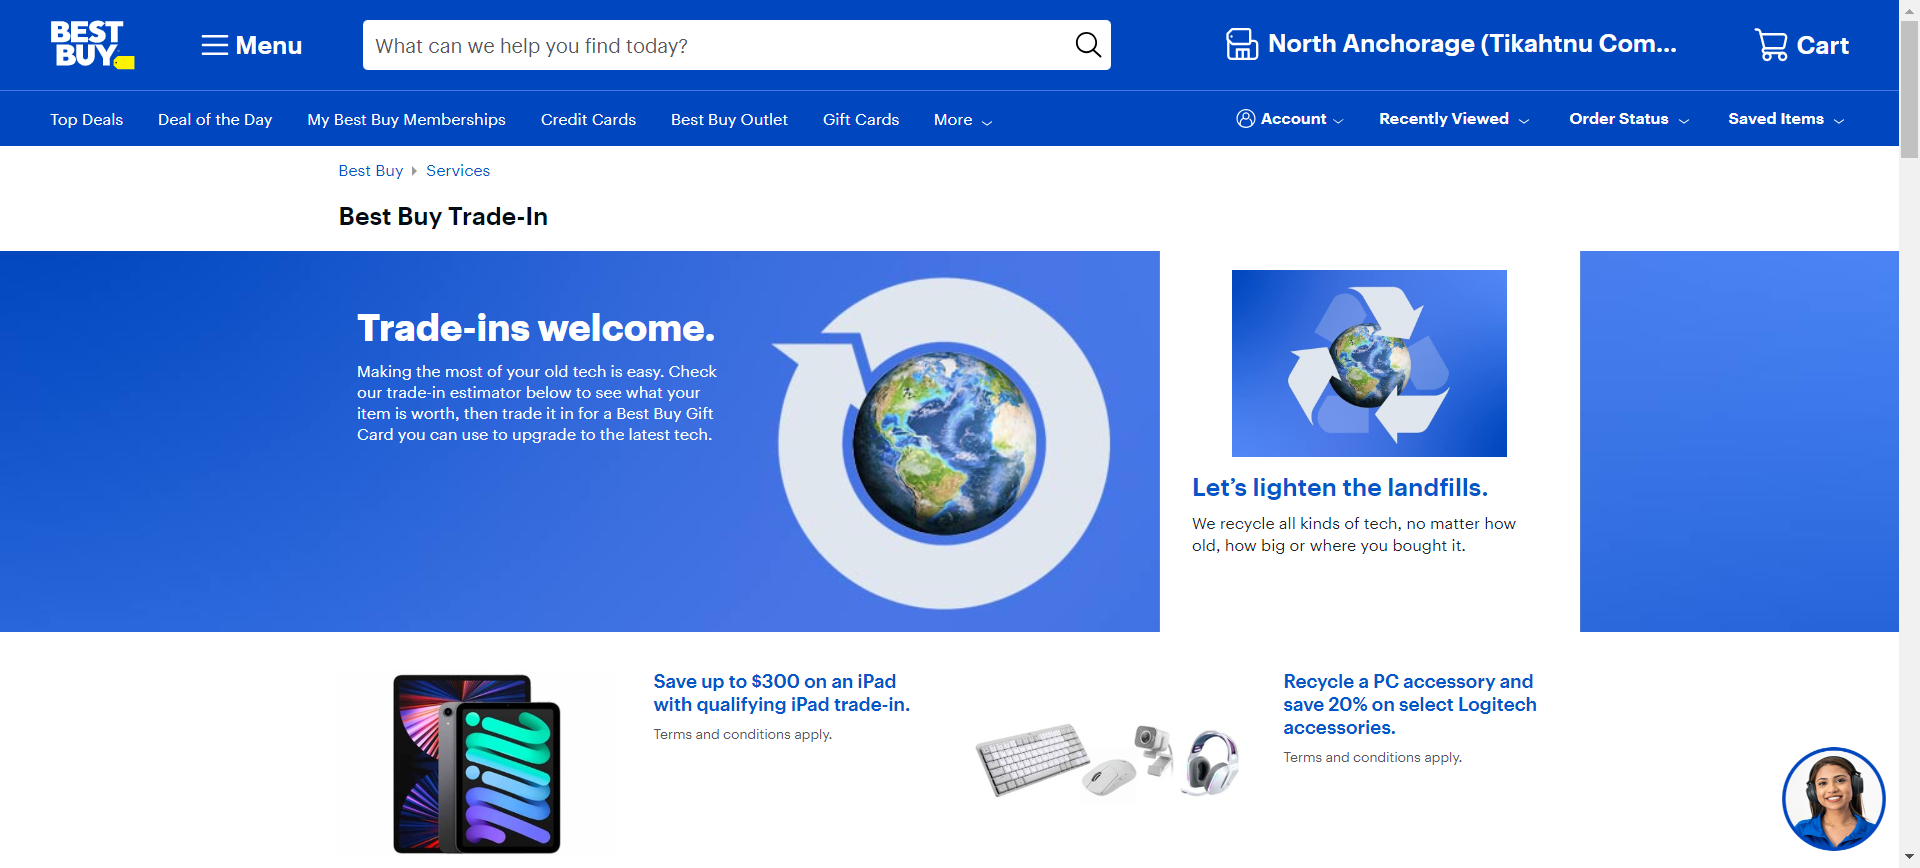 BEST
BUY
Menu
What can we help you find today?
North Anchorage (Tikahtnu Com...
Cart
Top Deals
Deal of the Day
My Best Buy Memberships
Credit Cards
Best Buy Outlet
Gift Cards
More
Account
Recently Viewed
Order Status
Saved Items
Best Buy
Services
Best Buy Trade-In
Trade-ins welcome.
Making the most of your old tech is easy. Check
our trade-in estimator below to see what your
item is worth, then trade it in for a Best Buy Gift
Card you can use to upgrade to the latest tech.
Let’s lighten the landfills.
We recycle all kinds of tech, no matter how
old, how big or where you bought it.
Save up to $300 on an iPad
with qualifying iPad trade-in.
Terms and conditions apply.
Recycle a PC accessory and
save 20% on select Logitech
accessories.
Terms and conditions apply.